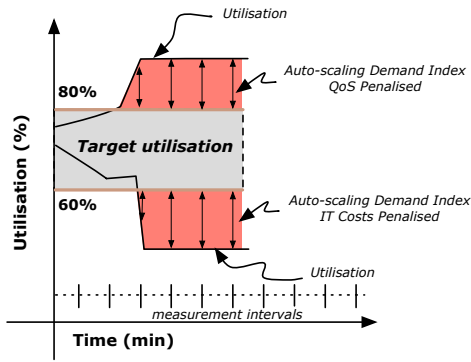 Utilisation
Auto-scaling Demand Index
QoS Penalised
80%
Target utilisation
Utilisation (%)
60%
Auto-scaling Demand Index
IT Costs Penalised
Utilisation
measurement intervals
Time (min)